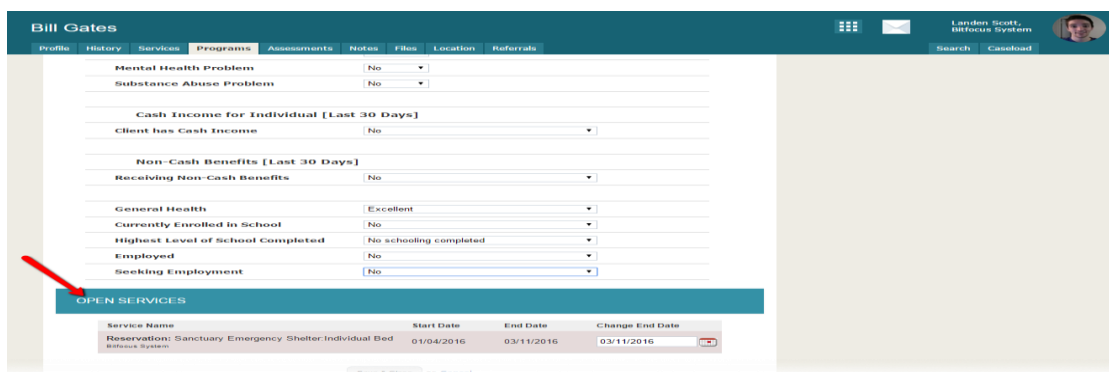 Bill Gates
Landen Scott,
Bitfocus System
Profile History Services Programs Assessments Notes Files Location Referrals
Search Caseload
Mental Health Problem No
Substance Abuse Problem No
Cash Income for Individual [Last 30 Days]
Client has Cash Income No
Non-Cash Benefits [Last 30 Days]
Receiving Non-Cash Benefits No
General Health Excellent
Currently Enrolled in School No
Highest Level of School Completed No schooling completed
Employed No
Seeking Employment No
OPEN SERVICES
Service Name Start Date End Date Change End Date
Reservation: Sanctuary Emergency Shelter:Individual Bed 01/04/2016 03/11/2016 03/11/2016
Bitfocus System